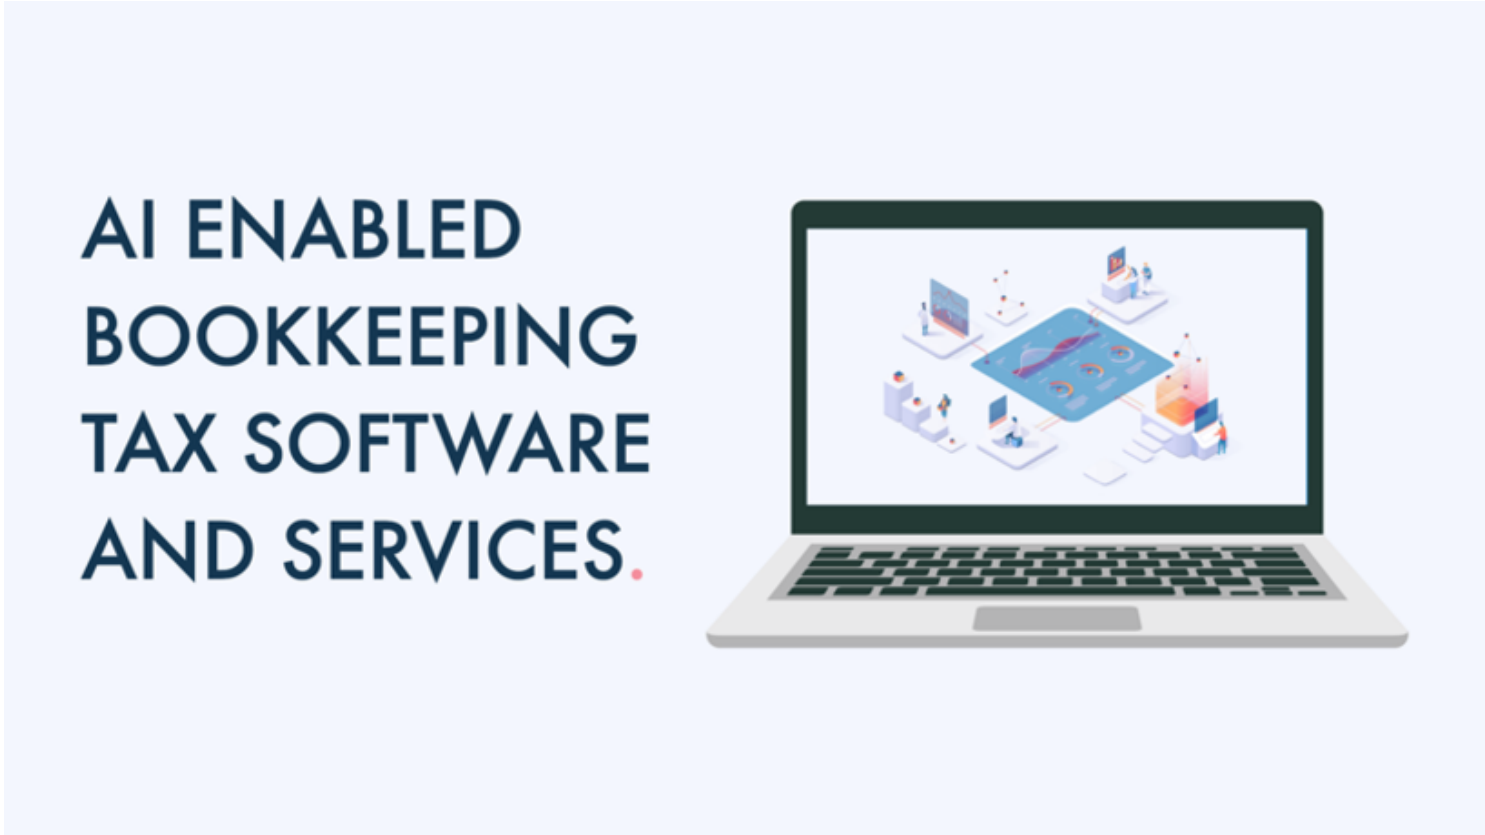 AI ENABLED
BOOKKEEPING
TAX SOFTWARE
AND SERVICES.